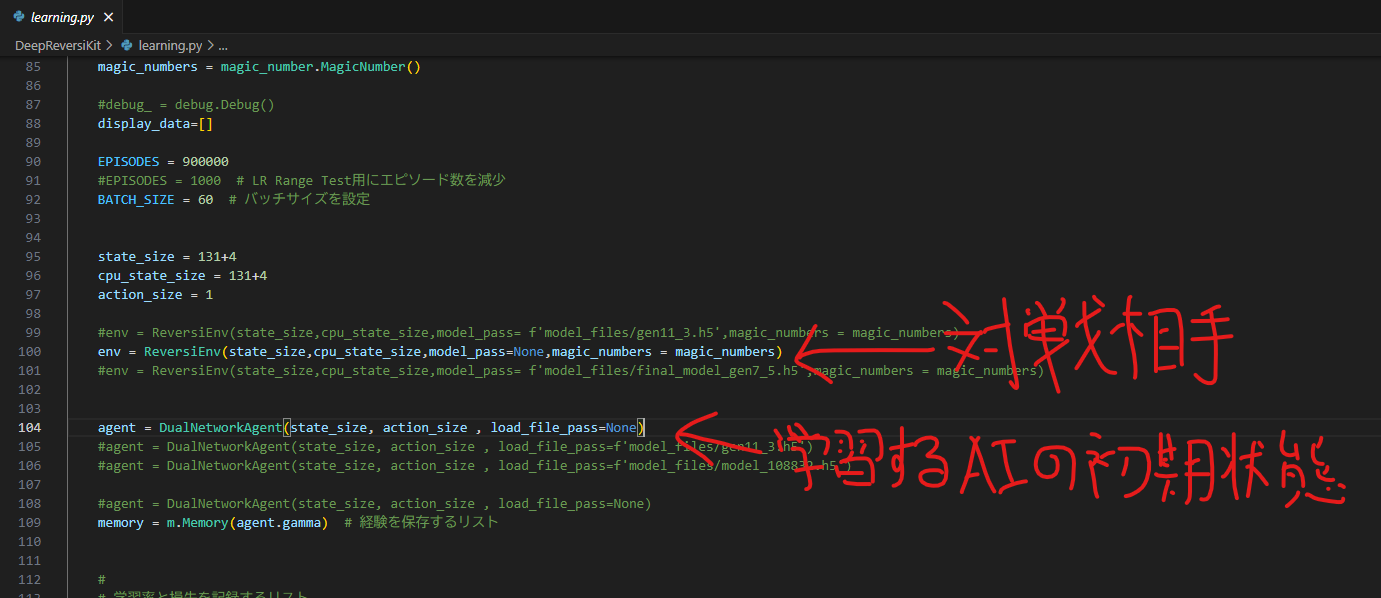 learning.py
DeepReversiKit > learning.py > ...
85 magic_numbers = magic_number.MagicNumber()
86
87 #debug_ = debug.Debug()
88 display_data=[]
89
90 EPISODES = 900000
91 #EPISODES = 1000 # LR Range Test用にエピソード数を減少
92 BATCH_SIZE = 60 # バッチサイズを設定
93
94
95 state_size = 131+4
96 cpu_state_size = 131+4
97 action_size = 1
98
99 #env = ReversiEnv(state_size,cpu_state_size,model_pass= f'model_files/gen11_3.h5',magic_numbers = magic_numbers)
100 env = ReversiEnv(state_size,cpu_state_size,model_pass=None,magic_numbers = magic_numbers)
対戦相手
101 #env = ReversiEnv(state_size,cpu_state_size,model_pass= f'model_files/final_model_gen7_5.h5',magic_numbers = magic_numbers)
102
103
104 agent = DualNetworkAgent(state_size, action_size , load_file_pass=None)
学習するAIの初期状態
105 #agent = DualNetworkAgent(state_size, action_size , load_file_pass=f'model_files/gen11_3.h5')
106 #agent = DualNetworkAgent(state_size, action_size , load_file_pass=f'model_files/model_10883
107
108 #agent = DualNetworkAgent(state_size, action_size , load_file_pass=None)
109 memory = m.Memory(agent.gamma) # 経験を保存するリスト
110
111
112 #
113 # 学習率と損失を記録するリスト